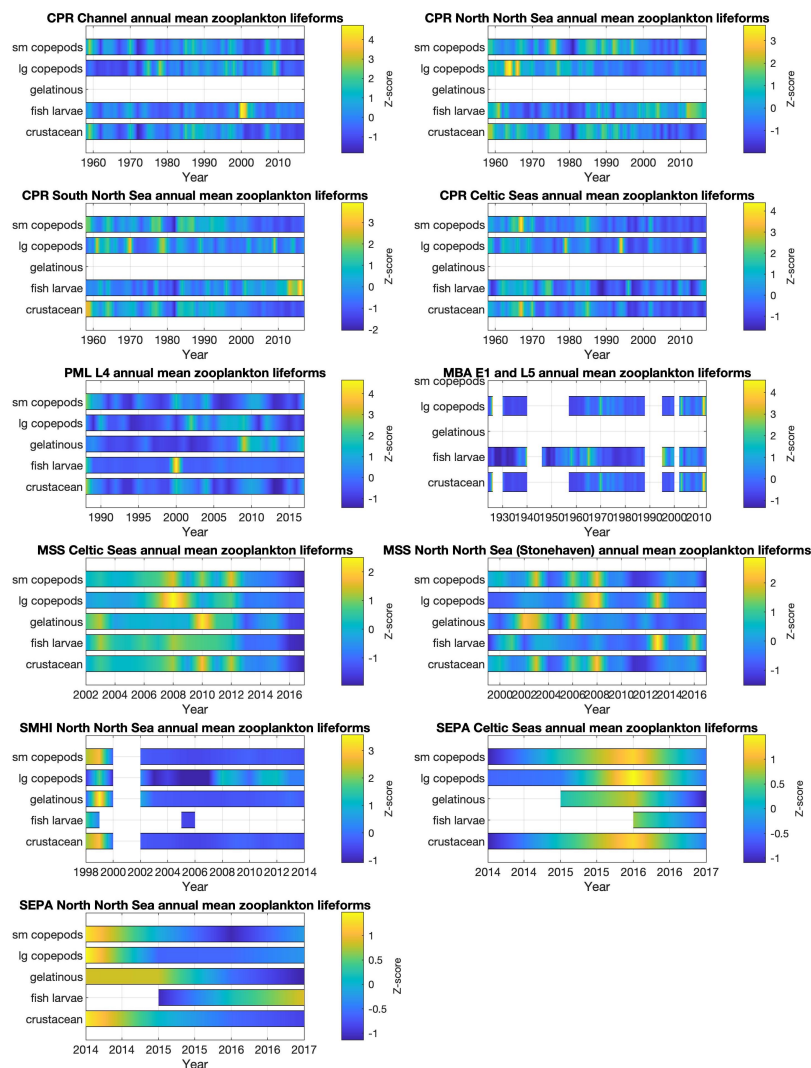 CPR Channel annual mean zooplankton lifeforms
sm copepods
lg copepods
gelatinous
fish larvae
crustacean
1960 1970 1980 1990 2000 2010
Year
4
3
2
1
0
-1
Z-score
CPR North North Sea annual mean zooplankton lifeforms
sm copepods
lg copepods
gelatinous
fish larvae
crustacean
1960 1970 1980 1990 2000 2010
Year
3
2
1
0
-1
Z-score
CPR South North Sea annual mean zooplankton lifeforms
sm copepods
lg copepods
gelatinous
fish larvae
crustacean
1960 1970 1980 1990 2000 2010
Year
3
2
1
0
-1
-2
Z-score
CPR Celtic Seas annual mean zooplankton lifeforms
sm copepods
lg copepods
gelatinous
fish larvae
crustacean
1960 1970 1980 1990 2000 2010
Year
4
3
2
1
0
-1
Z-score
PML L4 annual mean zooplankton lifeforms
sm copepods
lg copepods
gelatinous
fish larvae
crustacean
1990 1995 2000 2005 2010 2015
Year
4
3
2
1
0
-1
Z-score
MBA E1 and L5 annual mean zooplankton lifeforms
sm copepods
lg copepods
gelatinous
fish larvae
crustacean
1930 1940 1950 1960 1970 1980 1990 2000 2010
Year
4
3
2
1
0
-1
Z-score
MSS Celtic Seas annual mean zooplankton lifeforms
sm copepods
lg copepods
gelatinous
fish larvae
crustacean
2002 2004 2006 2008 2010 2012 2014 2016
Year
2
1
0
-1
Z-score
MSS North North Sea (Stonehaven) annual mean zooplankton lifeforms
sm copepods
lg copepods
gelatinous
fish larvae
crustacean
2000 2002 2004 2006 2008 2010 2012 2014 2016
Year
2
1
0
-1
Z-score
SMHI North North Sea annual mean zooplankton lifeforms
sm copepods
lg copepods
gelatinous
fish larvae
crustacean
1998 2000 2002 2004 2006 2008 2010 2012 2014
Year
3
2
1
0
-1
Z-score
SEPA Celtic Seas annual mean zooplankton lifeforms
sm copepods
lg copepods
gelatinous
fish larvae
crustacean
2014 2014 2015 2015 2016 2016 2017
Year
1
0.5
0
-0.5
-1
Z-score
SEPA North North Sea annual mean zooplankton lifeforms
sm copepods
lg copepods
gelatinous
fish larvae
crustacean
2014 2014 2015 2015 2016 2016 2017
Year
1
0.5
0
-0.5
-1
Z-score